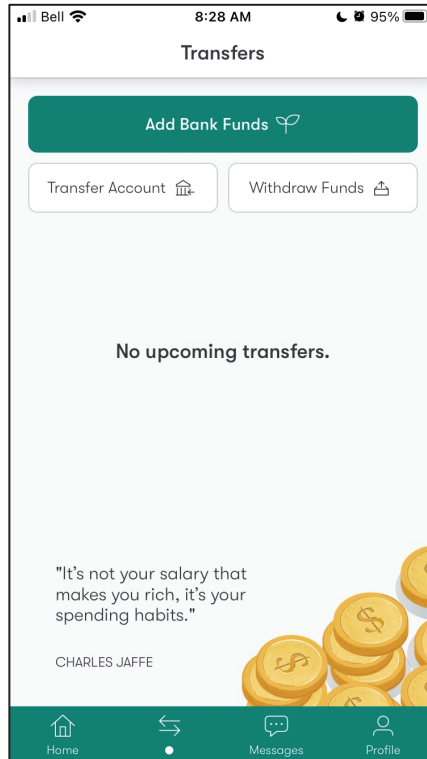 Bell 8:28 AM 95%
Transfers
Add Bank Funds
Transfer Account Withdraw Funds
No upcoming transfers.
"It's not your salary that
makes you rich, it's your
spending habits."
CHARLES JAFFE
Home Messages Profile